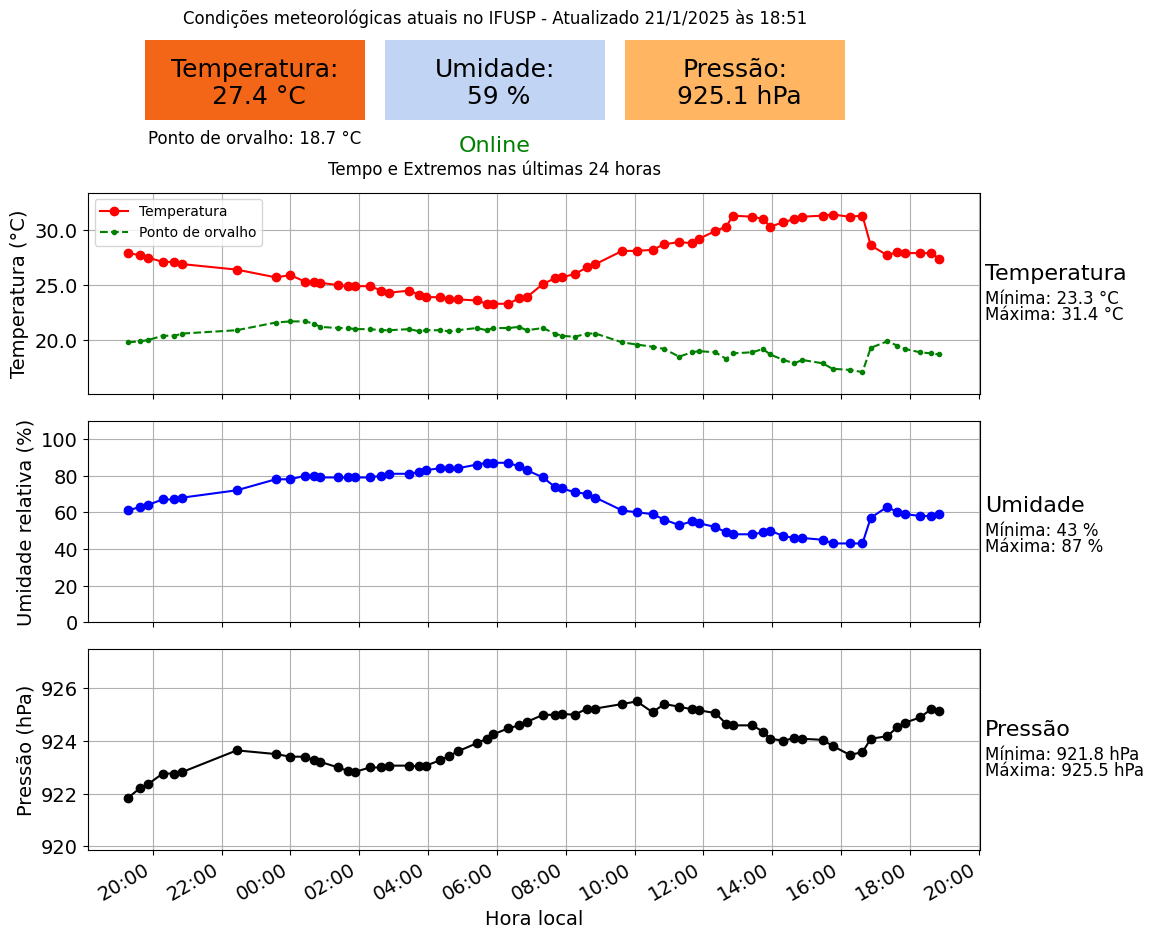 Condições meteorológicas atuais no IFUSP - Atualizado 21/1/2025 às 18:51
Temperatura:
27.4 °C
Umidade:
59 %
Pressão:
925.1 hPa
Ponto de orvalho: 18.7 °C
Online
Tempo e Extremos nas últimas 24 horas
Temperatura (°C)
30.0
25.0
20.0
Temperatura
Ponto de orvalho
Temperatura
Mínima: 23.3 °C
Máxima: 31.4 °C
Umidade relativa (%)
100
80
60
40
20
0
Umidade
Mínima: 43 %
Máxima: 87 %
Pressão (hPa)
926
924
922
920
Pressão
Mínima: 921.8 hPa
Máxima: 925.5 hPa
20:00 22:00 00:00 02:00 04:00 06:00 08:00 10:00 12:00 14:00 16:00 18:00 20:00
Hora local